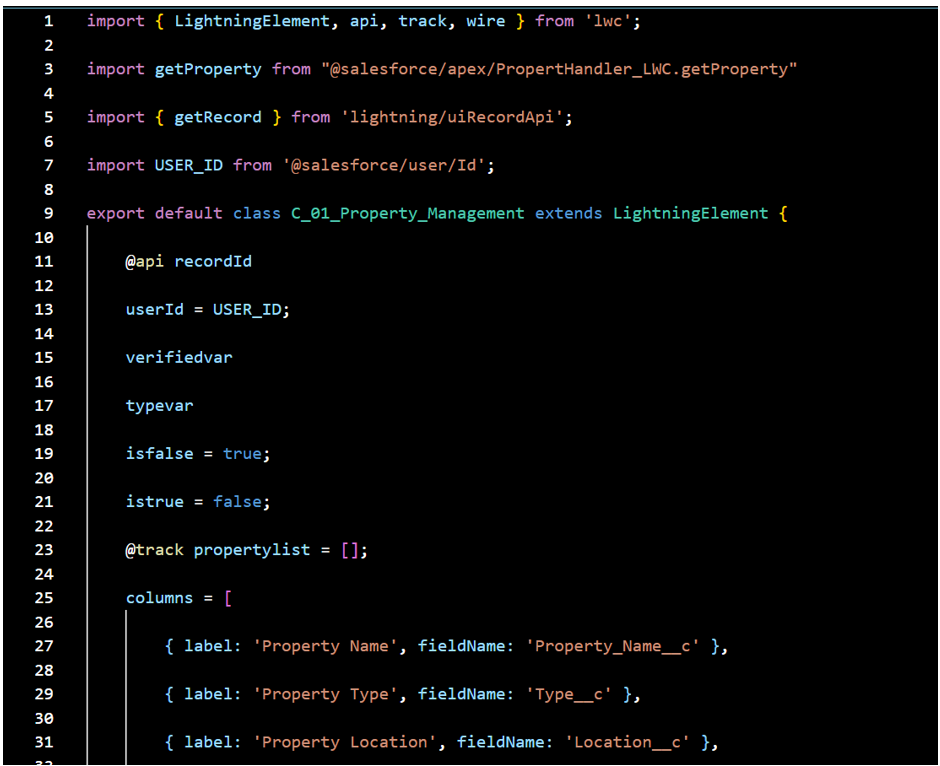 1 import { LightningElement, api, track, wire } from 'lwc';
2
3 import getProperty from "@salesforce/apex/PropertHandler_LWC.getProperty"
4
5 import { getRecord } from 'lightning/uiRecordApi';
6
7 import USER_ID from '@salesforce/user/Id';
8
9 export default class C_01_Property_Management extends LightningElement {
10
11 @api recordId
12
13 userId = USER_ID;
14
15 verifiedvar
16
17 typevar
18
19 isfalse = true;
20
21 istrue = false;
22
23 @track propertylist = [];
24
25 columns = [
26
27 { label: 'Property Name', fieldName: 'Property_Name__c' },
28
29 { label: 'Property Type', fieldName: 'Type__c' },
30
31 { label: 'Property Location', fieldName: 'Location__c' },